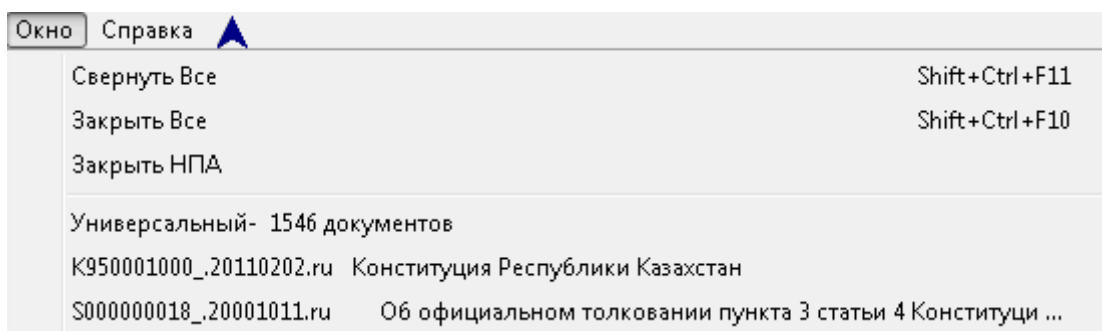 Окно Справка
Свернуть Все Shift+Ctrl+F11
Закрыть Все Shift+Ctrl+F10
Закрыть НПА
Универсальный- 1546 документов
K950001000_.20110202.ru Конституция Республики Казахстан
S000000018_.20001011.ru Об официальном толковании пункта 3 статьи 4 Конституци ...